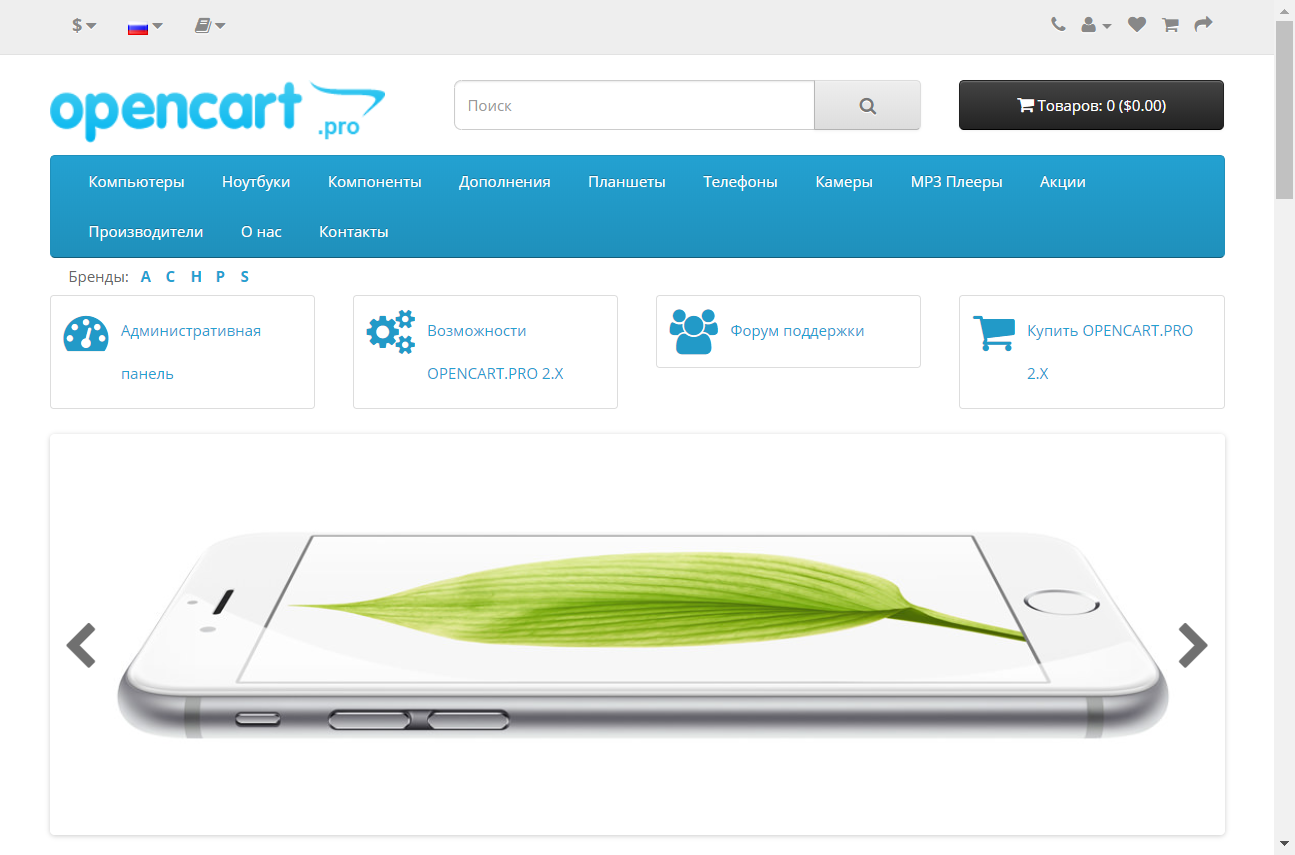 $
opencart .pro
Поиск
Товаров: 0 ($0.00)
Компьютеры Ноутбуки Компоненты Дополнения Планшеты Телефоны Камеры MP3 Плееры Акции
Производители О нас Контакты
Бренды: A C H P S
Административная
панель
Возможности
OPENCART.PRO 2.X
Форум поддержки
Купить OPENCART.PRO
2.X